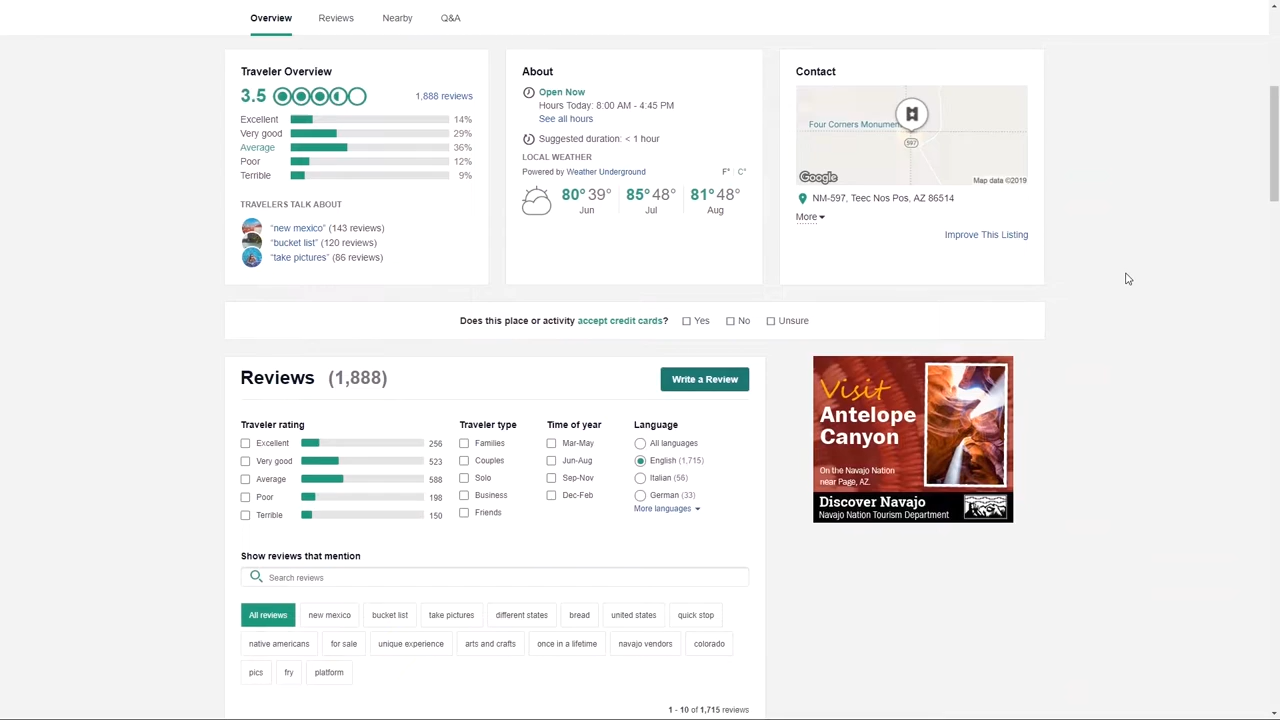 Overview Reviews Nearby Q&A
Traveler Overview
3.5 1,888 reviews
Excellent 14%
Very good 29%
Average 36%
Poor 12%
Terrible 9%
TRAVELERS TALK ABOUT
“new mexico” (143 reviews)
“bucket list” (120 reviews)
“take pictures” (86 reviews)
About
Open Now
Hours Today: 8:00 AM - 4:45 PM
See all hours
Suggested duration: < 1 hour
LOCAL WEATHER
Powered by Weather Underground F° C°
80° 39° 85° 48° 81° 48°
Jun Jul Aug
Contact
Four Corners Monument
597
Google Map data ©2019
NM-597, Teec Nos Pos, AZ 86514
More
Improve This Listing
Does this place or activity accept credit cards? Yes No Unsure
Reviews (1,888) Write a Review
Traveler rating
Excellent 256
Very good 523
Average 588
Poor 198
Terrible 150
Traveler type
Families
Couples
Solo
Business
Friends
Time of year
Mar-May
Jun-Aug
Sep-Nov
Dec-Feb
Language
All languages
English (1,715)
Italian (56)
German (33)
More languages
Show reviews that mention
Search reviews
All reviews new mexico bucket list take pictures different states bread united states quick stop
native americans for sale unique experience arts and crafts once in a lifetime navajo vendors colorado
pics fry platform
1 - 10 of 1,715 reviews
Visit
Antelope
Canyon
On the Navajo Nation
near Page, AZ.
Discover Navajo
Navajo Nation Tourism Department